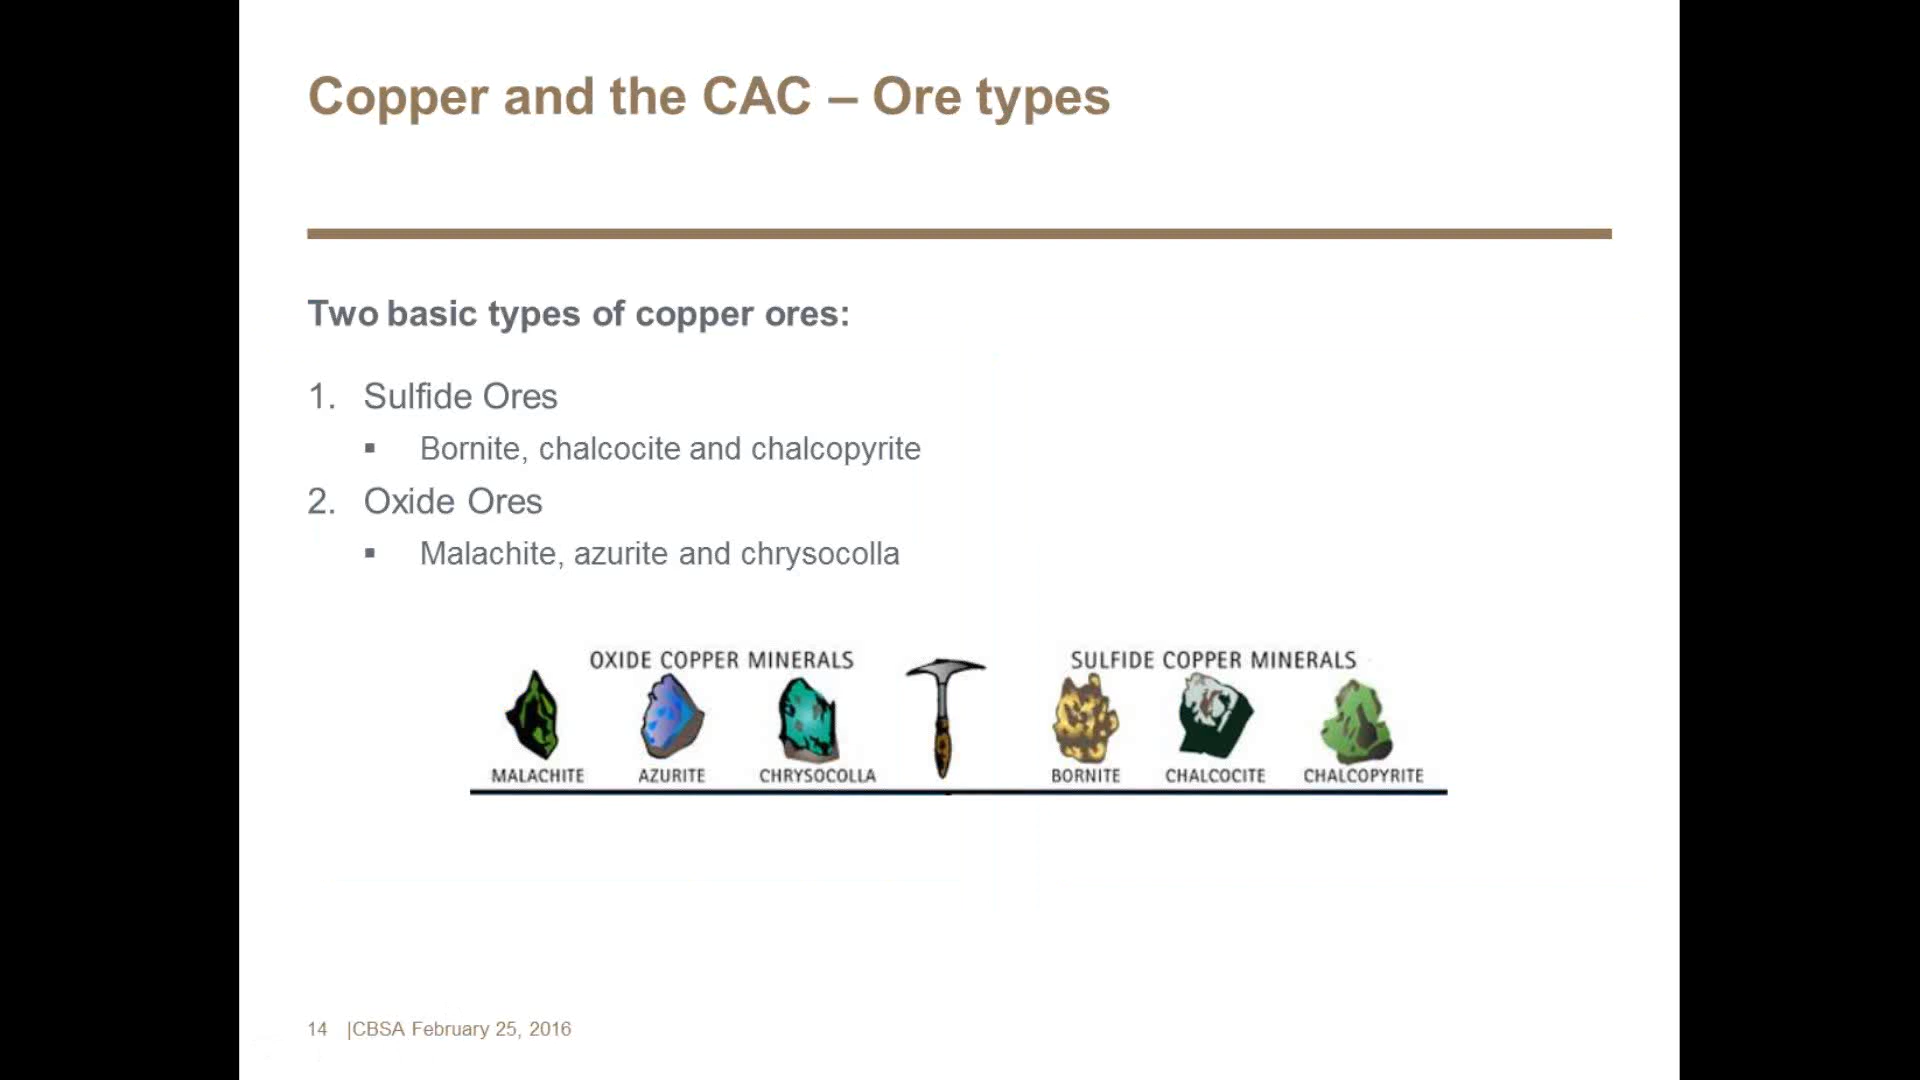 Copper and the CAC – Ore types
Two basic types of copper ores:
1. Sulfide Ores
▪ Bornite, chalcocite and chalcopyrite
2. Oxide Ores
▪ Malachite, azurite and chrysocolla
OXIDE COPPER MINERALS
MALACHITE AZURITE CHRYSOCOLLA
SULFIDE COPPER MINERALS
BORNITE CHALCOCITE CHALCOPYRITE
14 |CBSA February 25, 2016